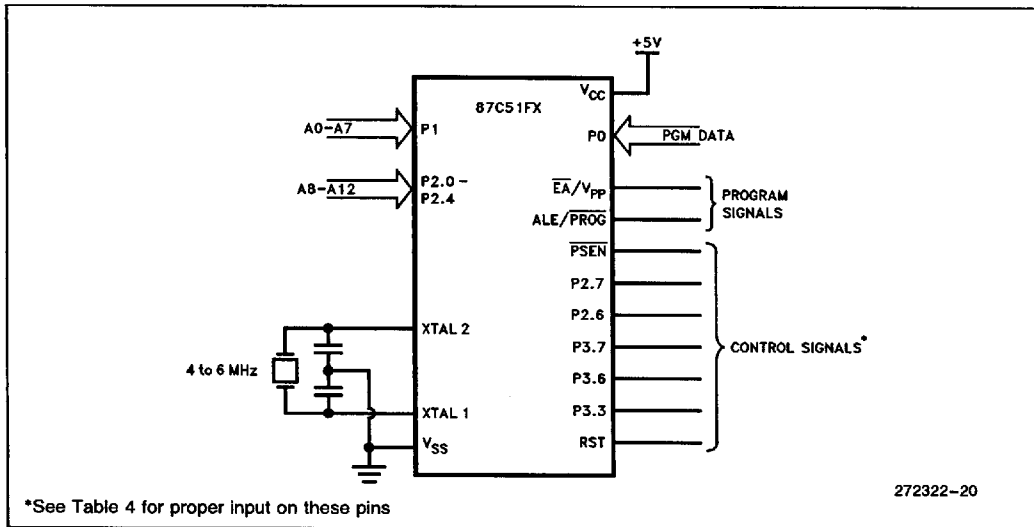 +5V
VCC
87C51FX
A0-A7
P1
P0
PGM DATA
A8-A12
P2.0-
P2.4
EA/VPP
ALE/PROG
PROGRAM
SIGNALS
PSEN
P2.7
P2.6
P3.7
P3.6
P3.3
RST
CONTROL SIGNALS*
XTAL 2
4 to 6 MHz
XTAL 1
VSS
272322-20
*See Table 4 for proper input on these pins